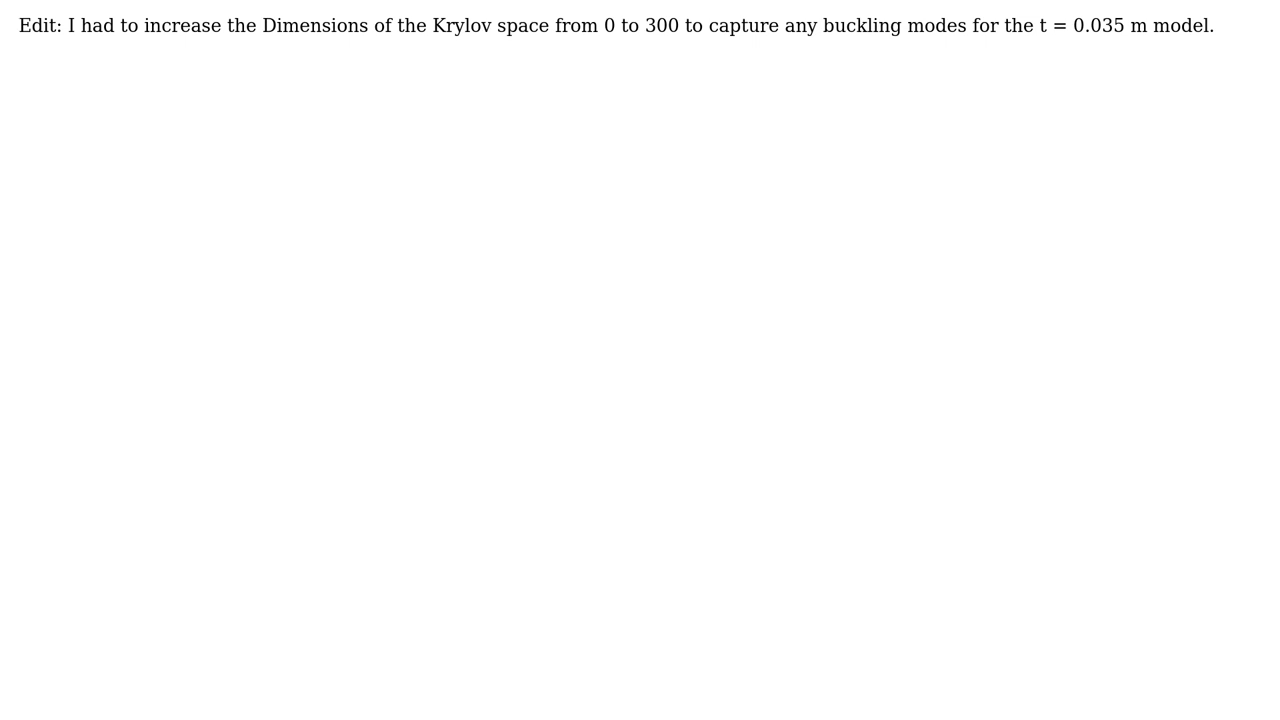 Edit: I had to increase the Dimensions of the Krylov space from 0 to 300 to capture any buckling modes for the t = 0.035 m model.